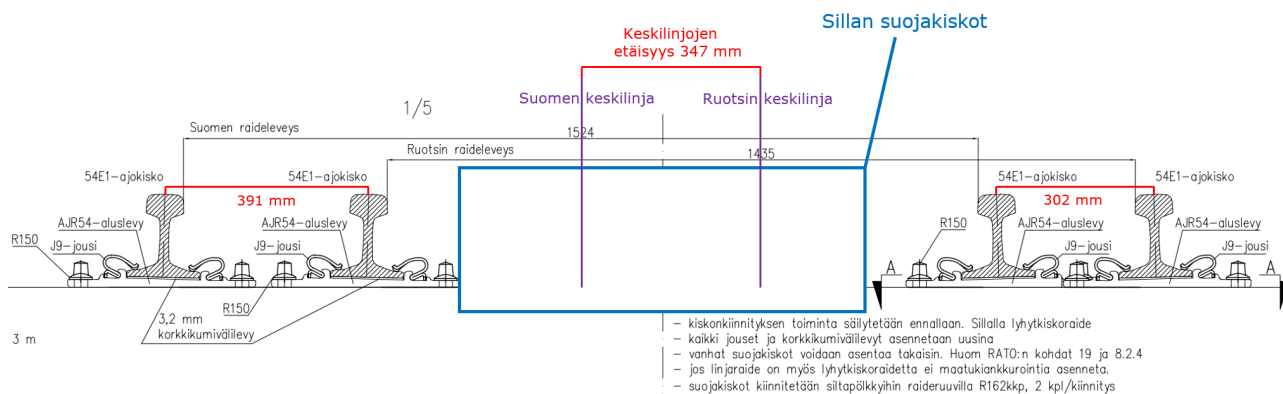 Sillan suojakiskot
Keskilinjojen
etäisyys 347 mm
Suomen keskilinja
Ruotsin keskilinja
1/5
Suomen raideleveys
1524
Ruotsin raideleveys
1435
54E1-ajokisko
54E1-ajokisko
54E1-ajokisko
54E1-ajokisko
391 mm
302 mm
AJR54-aluslevy
AJR54-aluslevy
R150
AJR54-aluslevy
AJR54-aluslevy
R150
J9-jousi
J9-jousi
J9-jousi
J9-jousi
A
A
R150
3,2 mm
korkkikumivälilevy
3 m
- kiskonkiinnityksen toiminta säilytetään ennallaan. Sillalla lyhytkiskoraide
- kaikki jouset ja korkkikumivälilevyt asennetaan uusina
- vanhat suojakiskot voidaan asentaa takaisin. Huom RATO:n kohdat 19 ja 8.2.4
- jos linjaraide on myös lyhytkiskoraidetta ei maatukiankkurointia asenneta.
- suojakiskot kiinnitetään siltapölkkyihin raideruuvilla R162kkp, 2 kpl/kiinnitys